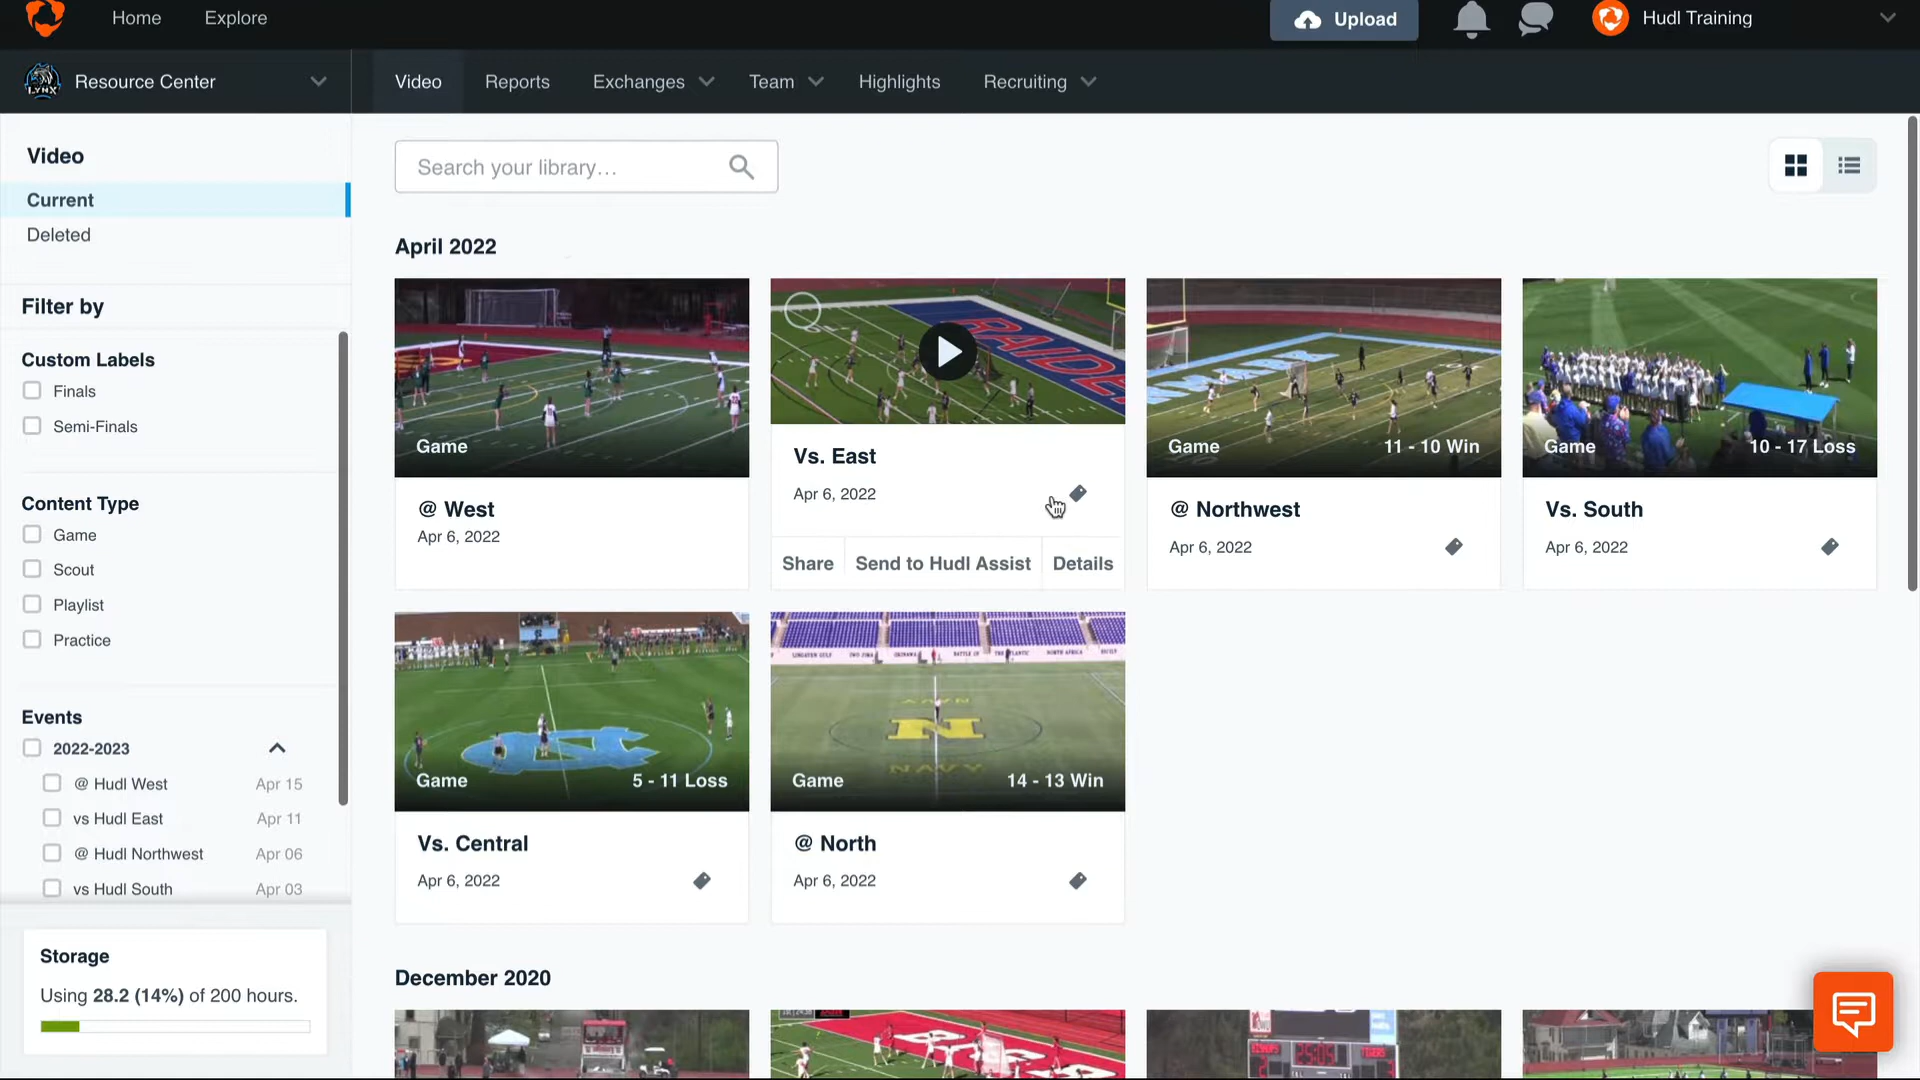 Home
Explore
Upload
Hudl Training
LYNX
Resource Center
Video
Reports
Exchanges
Team
Highlights
Recruiting
Video
Current
Deleted
Filter by
Custom Labels
Finals
Semi-Finals
Content Type
Game
Scout
Playlist
Practice
Events
2022-2023
@ Hudl West Apr 15
vs Hudl East Apr 11
@ Hudl Northwest Apr 06
vs Hudl South Apr 03
Storage
Using 28.2 (14%) of 200 hours.
Search your library…
April 2022
Game
@ West
Apr 6, 2022
RAIDE
Vs. East
Apr 6, 2022
Share
Send to Hudl Assist
Details
Game 11 - 10 Win
@ Northwest
Apr 6, 2022
Game 10 - 17 Loss
Vs. South
Apr 6, 2022
Game 5 - 11 Loss
Vs. Central
Apr 6, 2022
N
NAVY
Game 14 - 13 Win
@ North
Apr 6, 2022
December 2020
25:05